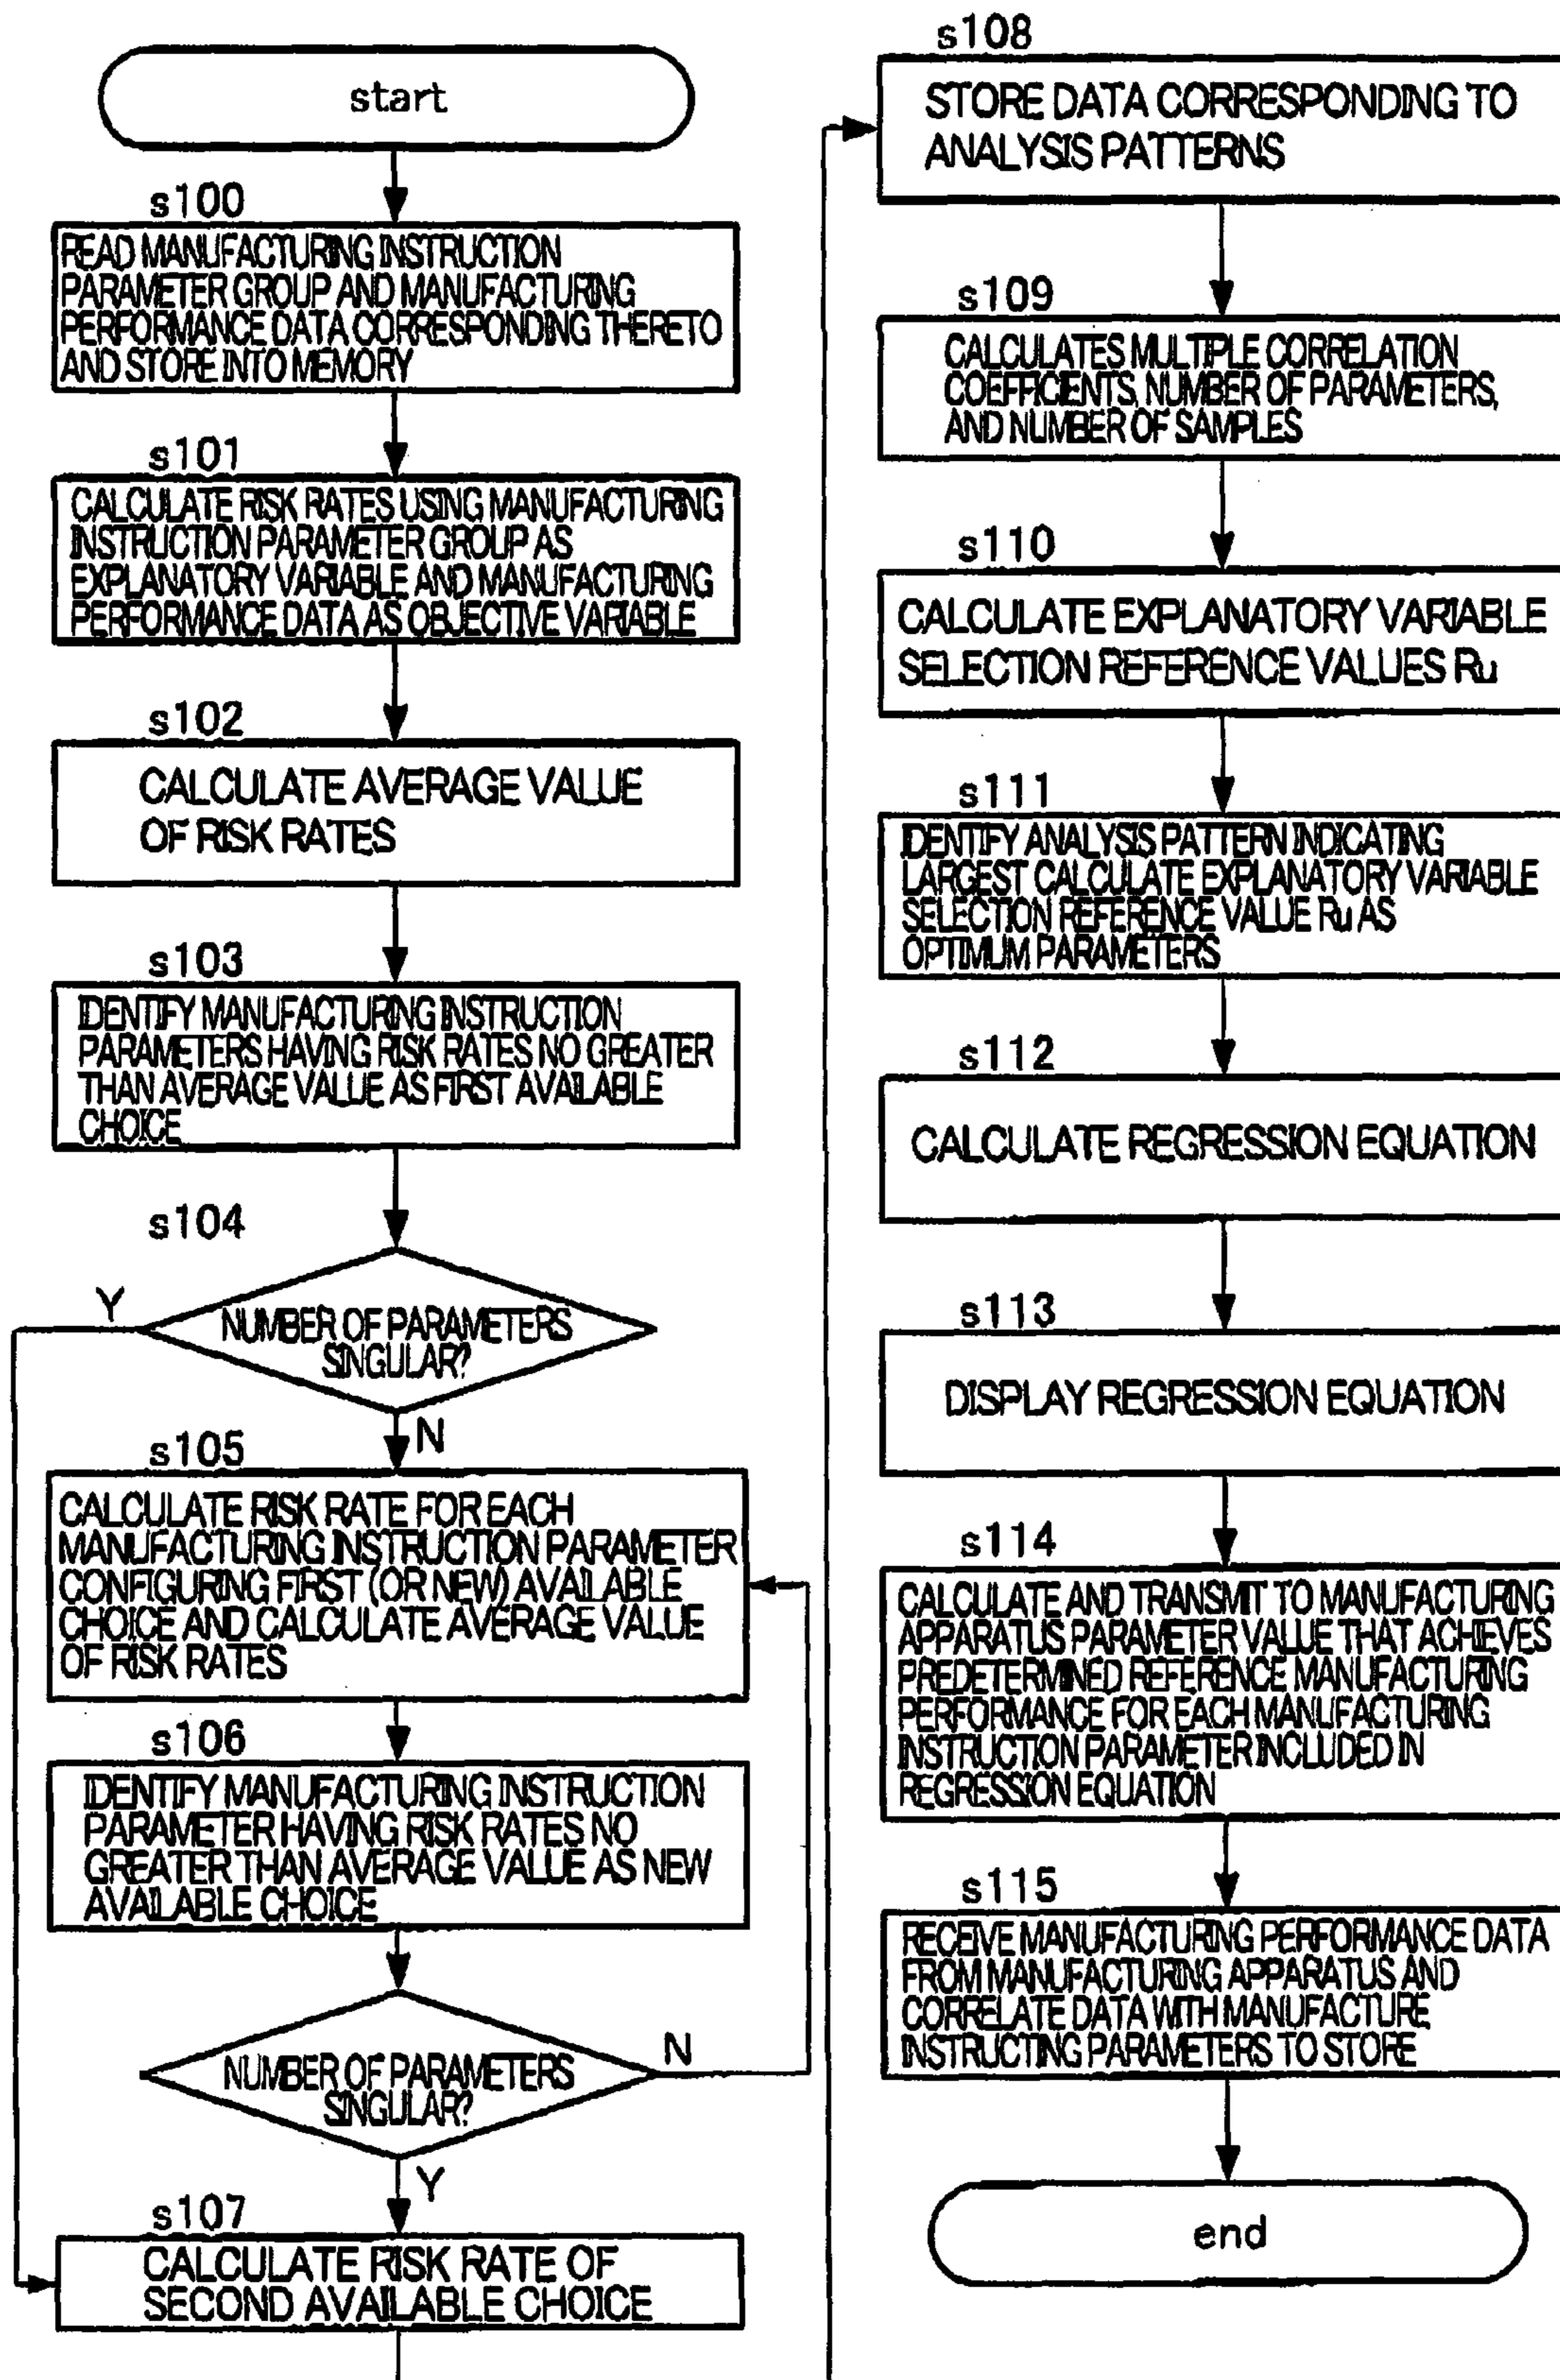 start
s100
READ MANUFACTURING INSTRUCTION
PARAMETER GROUP AND MANUFACTURING
PERFORMANCE DATA CORRESPONDING THERETO
AND STORE INTO MEMORY
s101
CALCULATE RISK RATES USING MANUFACTURING
INSTRUCTION PARAMETER GROUP AS
EXPLANATORY VARIABLE AND MANUFACTURING
PERFORMANCE DATA AS OBJECTIVE VARIABLE
s102
CALCULATE AVERAGE VALUE
OF RISK RATES
s103
IDENTIFY MANUFACTURING INSTRUCTION
PARAMETERS HAVING RISK RATES NO GREATER
THAN AVERAGE VALUE AS FIRST AVAILABLE
CHOICE
s104
Y
NUMBER OF PARAMETERS
SINGULAR?
N
s105
CALCULATE RISK RATE FOR EACH
MANUFACTURING INSTRUCTION PARAMETER
CONFIGURING FIRST (OR NEW) AVAILABLE
CHOICE AND CALCULATE AVERAGE VALUE
OF RISK RATES
s106
IDENTIFY MANUFACTURING INSTRUCTION
PARAMETER HAVING RISK RATES NO
GREATER THAN AVERAGE VALUE AS NEW
AVAILABLE CHOICE
NUMBER OF PARAMETERS
SINGULAR?
N
Y
s107
CALCULATE RISK RATE OF
SECOND AVAILABLE CHOICE
s108
STORE DATA CORRESPONDING TO
ANALYSIS PATTERNS
s109
CALCULATES MULTIPLE CORRELATION
COEFFICIENTS, NUMBER OF PARAMETERS,
AND NUMBER OF SAMPLES
s110
CALCULATE EXPLANATORY VARIABLE
SELECTION REFERENCE VALUES Ru
s111
IDENTIFY ANALYSIS PATTERN INDICATING
LARGEST CALCULATE EXPLANATORY VARIABLE
SELECTION REFERENCE VALUE Ru AS
OPTIMUM PARAMETERS
s112
CALCULATE REGRESSION EQUATION
s113
DISPLAY REGRESSION EQUATION
s114
CALCULATE AND TRANSMIT TO MANUFACTURING
APPARATUS PARAMETER VALUE THAT ACHIEVES
PREDETERMINED REFERENCE MANUFACTURING
PERFORMANCE FOR EACH MANUFACTURING
INSTRUCTION PARAMETER INCLUDED IN
REGRESSION EQUATION
s115
RECEIVE MANUFACTURING PERFORMANCE DATA
FROM MANUFACTURING APPARATUS AND
CORRELATE DATA WITH MANUFACTURE
INSTRUCTING PARAMETERS TO STORE
end